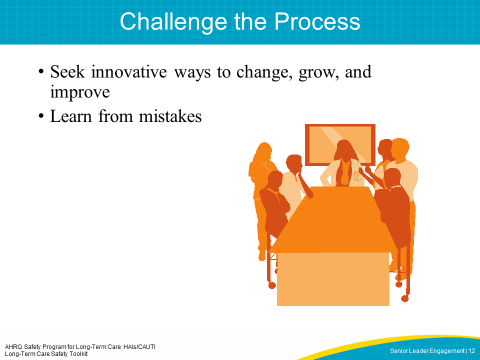 Challenge the Process
• Seek innovative ways to change, grow, and
improve
• Learn from mistakes
AHRQ Safety Program for Long-Term Care: HAIs/CAUTI
Long-Term Care Safety Toolkit
Senior Leader Engagement | 12